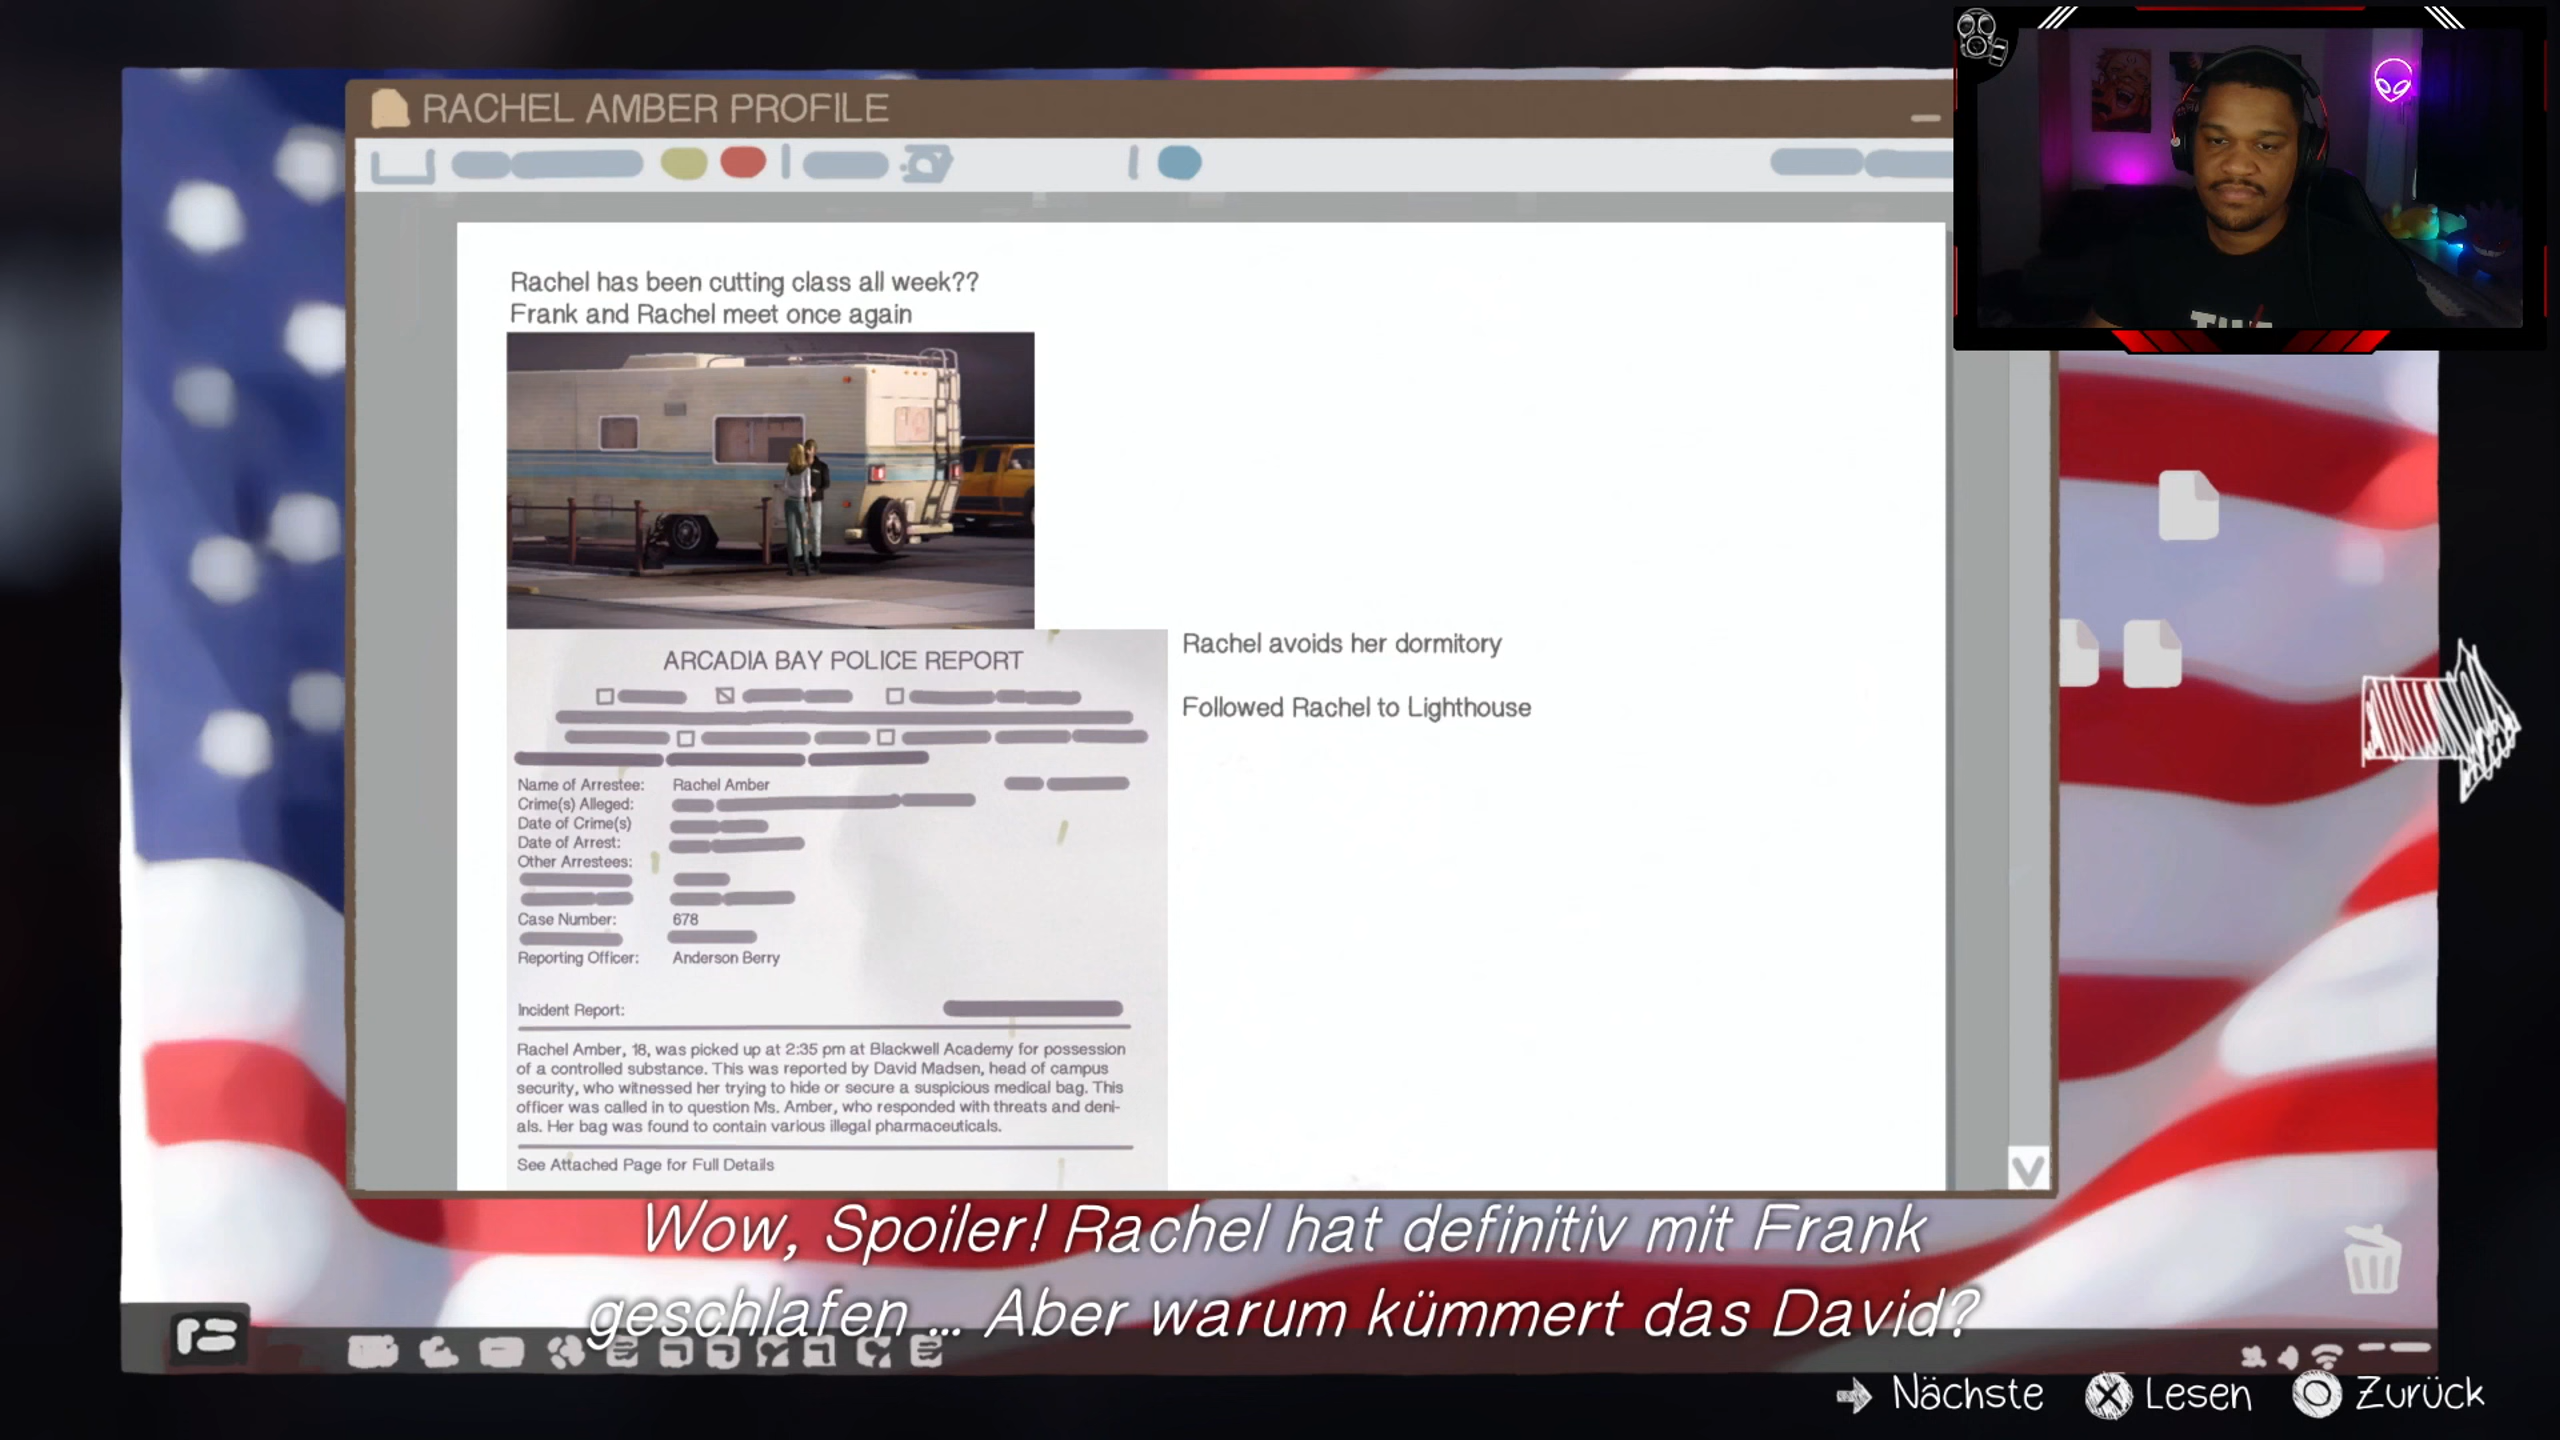 RACHEL AMBER PROFILE
Rachel has been cutting class all week??
Frank and Rachel meet once again
Rachel avoids her dormitory
Followed Rachel to Lighthouse
ARCADIA BAY POLICE REPORT
Name of Arrestee: Rachel Amber
Crime(s) Alleged:
Date of Crime(s)
Date of Arrest:
Other Arrestees:
Case Number: 678
Reporting Officer: Anderson Berry
Incident Report:
Rachel Amber, 18, was picked up at 2:35 pm at Blackwell Academy for possession
of a controlled substance. This was reported by David Madsen, head of campus
security, who witnessed her trying to hide or secure a suspicious medical bag. This
officer was called in to question Ms. Amber, who responded with threats and deni-
als. Her bag was found to contain various illegal pharmaceuticals.
See Attached Page for Full Details
Wow, Spoiler! Rachel hat definitiv mit Frank
geschlafen ... Aber warum kümmert das David?
Nächste Lesen Zurück